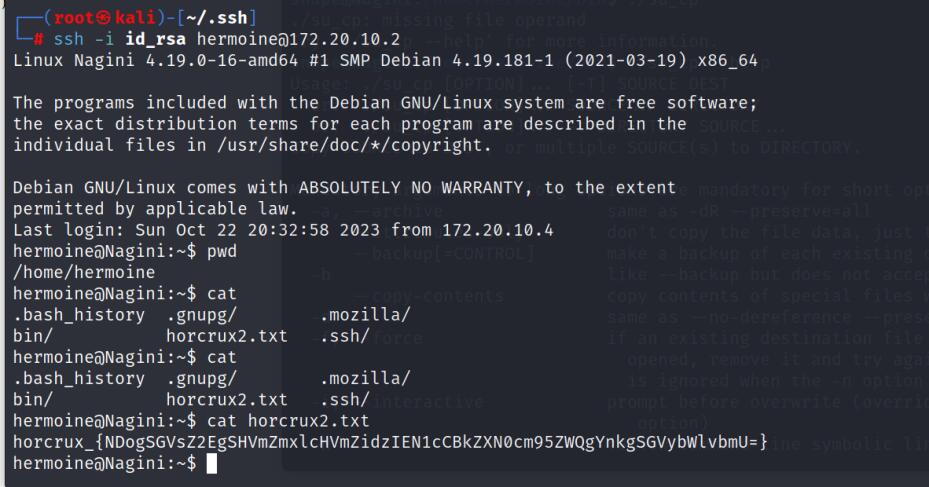 ┌──(root㉿kali)-[~/.ssh]
└─# ssh -i id_rsa hermoine@172.20.10.2
Linux Nagini 4.19.0-16-amd64 #1 SMP Debian 4.19.181-1 (2021-03-19) x86_64
The programs included with the Debian GNU/Linux system are free software;
the exact distribution terms for each program are described in the
individual files in /usr/share/doc/*/copyright.
Debian GNU/Linux comes with ABSOLUTELY NO WARRANTY, to the extent
permitted by applicable law.
Last login: Sun Oct 22 20:32:58 2023 from 172.20.10.4
hermoine@Nagini:~$ pwd
/home/hermoine
hermoine@Nagini:~$ cat
.bash_history  .gnupg/       .mozilla/
bin/           horcrux2.txt  .ssh/
hermoine@Nagini:~$ cat
.bash_history  .gnupg/       .mozilla/
bin/           horcrux2.txt  .ssh/
hermoine@Nagini:~$ cat horcrux2.txt
horcrux_{NDogSGVsZ2EgSHVmZmxlcHVmZidzIEN1cCBkZXN0cm95ZWQgYnkgSGVybWlvbmU=}
hermoine@Nagini:~$